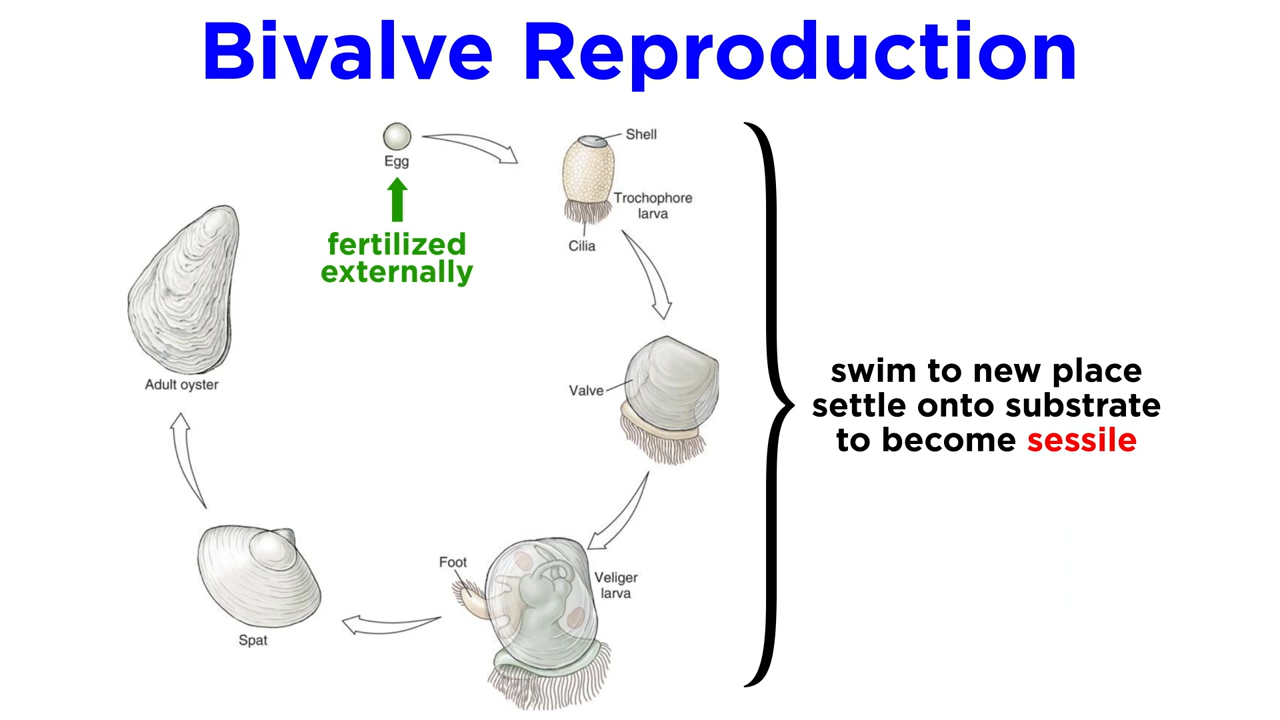 Bivalve Reproduction
Egg
fertilized
externally
Shell
Trochophore
larva
Cilia
Valve
Veliger
larva
Foot
Spat
Adult oyster
swim to new place
settle onto substrate
to become sessile